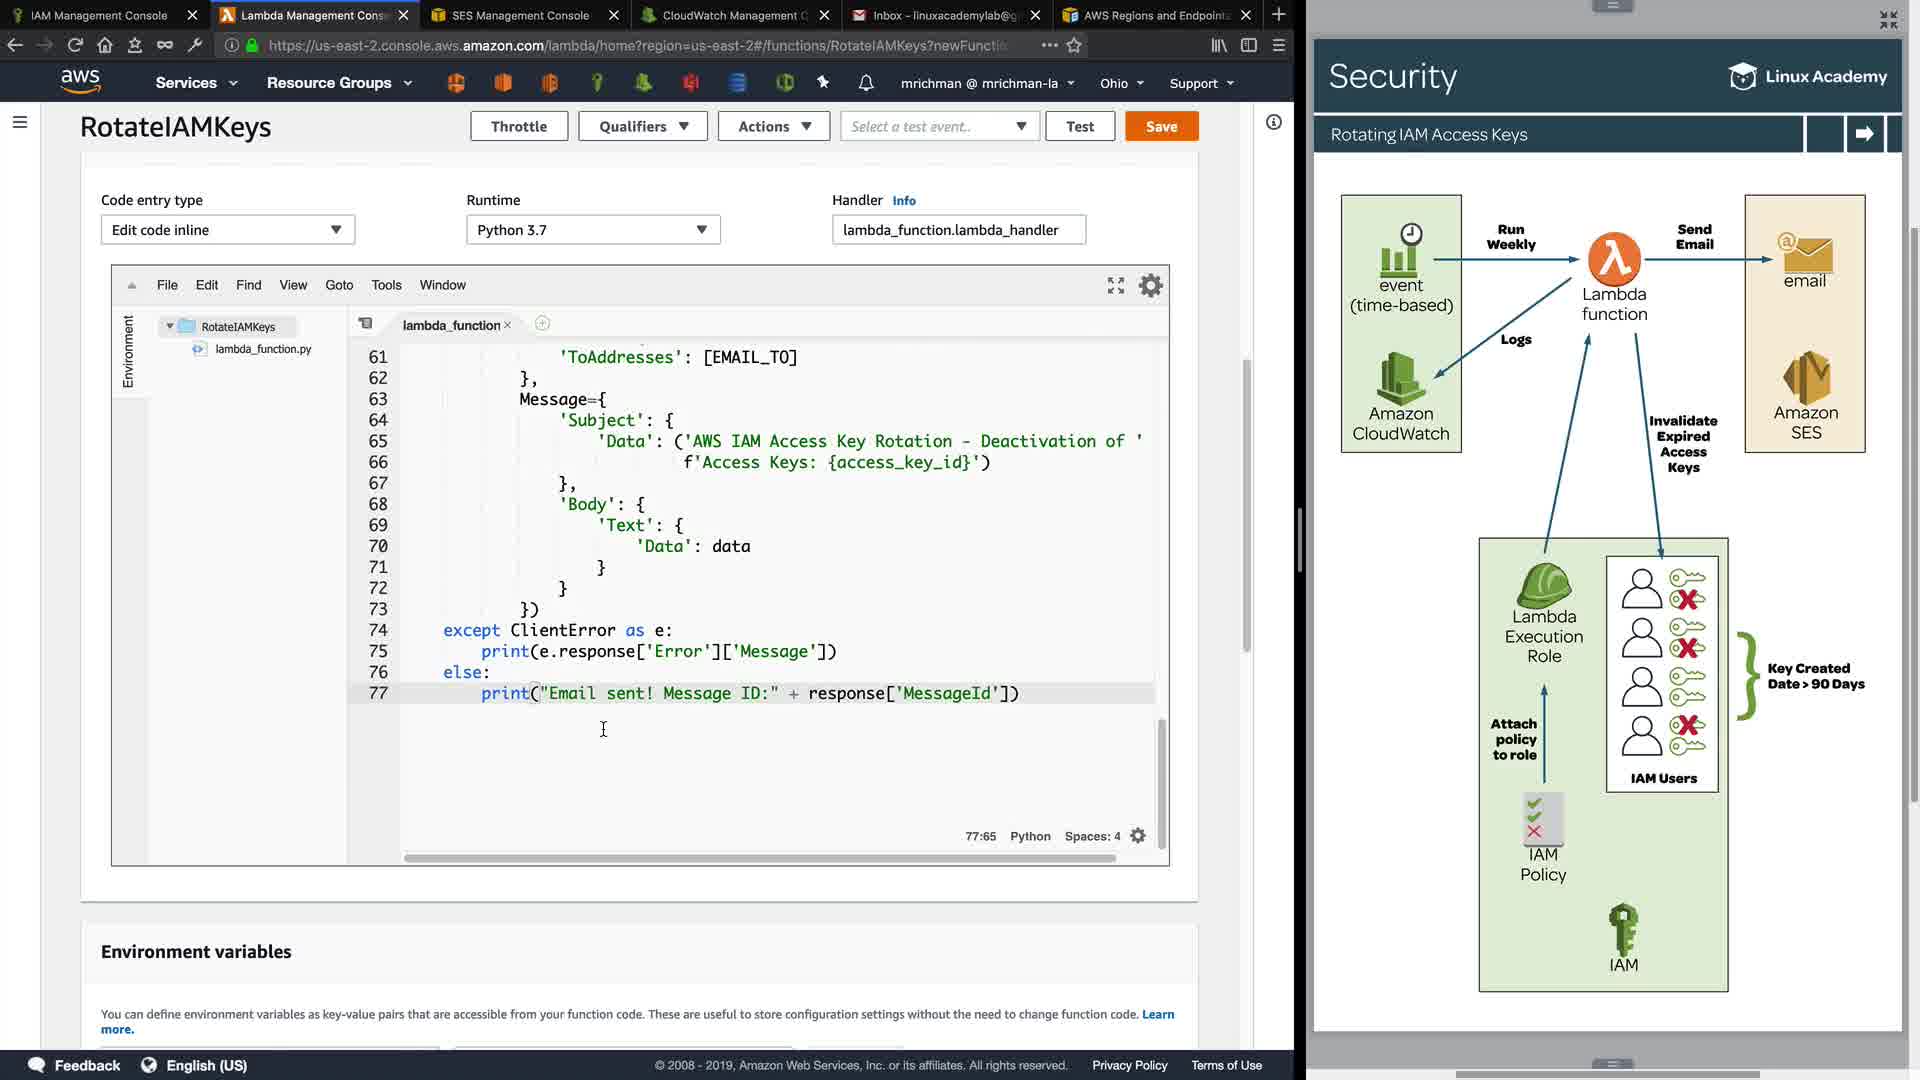 IAM Management Console
Lambda Management Cons
SES Management Console
CloudWatch Management C
Inbox - linuxacademylab@g
AWS Regions and Endpoint
https://us-east-2.console.aws.amazon.com/lambda/home?region=us-east-2#/functions/RotateIAMKeys?newFuncti
aws
Services
Resource Groups
mrichman @ mrichman-la
Ohio
Support
RotateIAMKeys
Throttle
Qualifiers
Actions
Select a test event..
Test
Save
Code entry type
Runtime
Handler Info
Edit code inline
Python 3.7
lambda_function.lambda_handler
File Edit Find View Goto Tools Window
Environment
RotateIAMKeys
lambda_function.py
lambda_function
61 'ToAddresses': [EMAIL_TO]
62 },
63 Message={
64 'Subject': {
65 'Data': ('AWS IAM Access Key Rotation - Deactivation of '
66 f'Access Keys: {access_key_id}')
67 },
68 'Body': {
69 'Text': {
70 'Data': data
71 }
72 }
73 })
74 except ClientError as e:
75 print(e.response['Error']['Message'])
76 else:
77 print("Email sent! Message ID:" + response['MessageId'])
77:65 Python Spaces: 4
Environment variables
You can define environment variables as key-value pairs that are accessible from your function code. These are useful to store configuration settings without the need to change function code. Learn
more.
Feedback
English (US)
© 2008 - 2019, Amazon Web Services, Inc. or its affiliates. All rights reserved.
Privacy Policy
Terms of Use
Security
Linux Academy
Rotating IAM Access Keys
event
(time-based)
Run
Weekly
λ
Lambda
function
Send
Email
@
email
Logs
Amazon
CloudWatch
Amazon
SES
Invalidate
Expired
Access
Keys
Lambda
Execution
Role
Key Created
Date > 90 Days
Attach
policy
to role
IAM Users
IAM
Policy
IAM